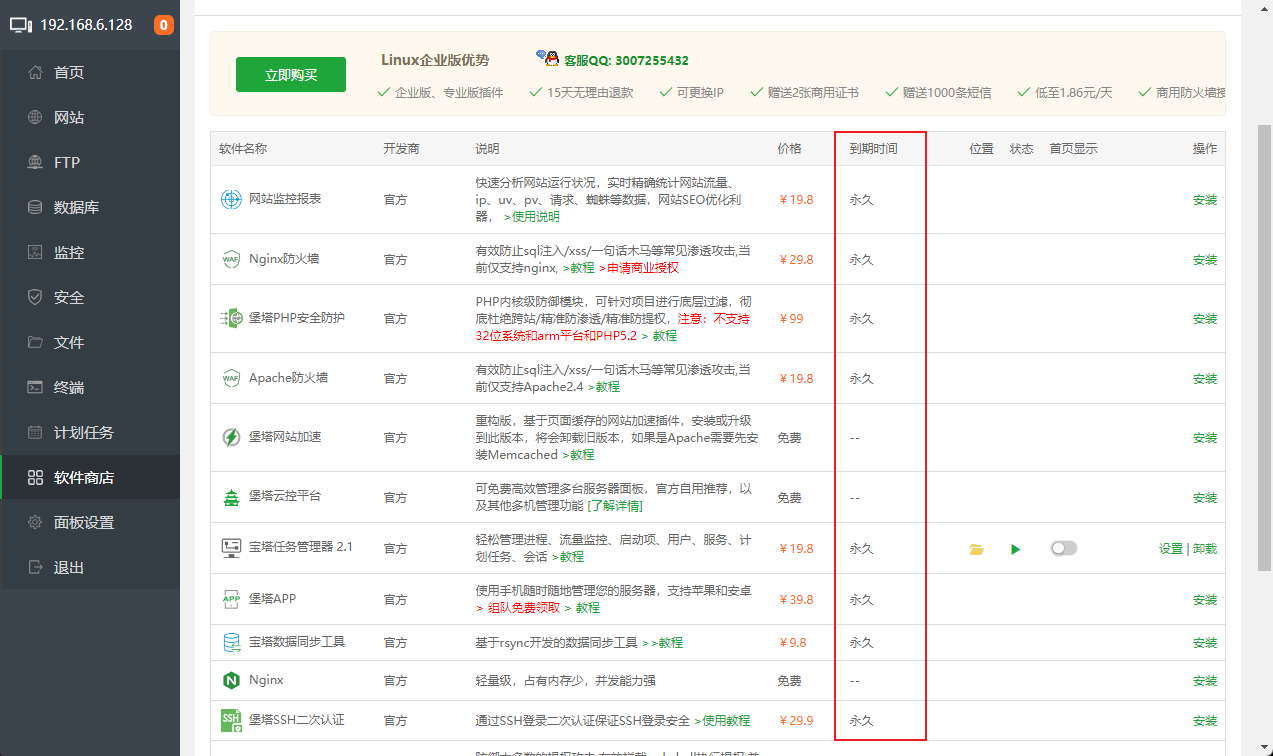 192.168.6.128
0
首页
网站
FTP
数据库
监控
安全
文件
终端
计划任务
软件商店
面板设置
退出
立即购买
Linux企业版优势
客服QQ: 3007255432
企业版、专业版插件
15天无理由退款
可更换IP
赠送2张商用证书
赠送1000条短信
低至1.86元/天
商用防火墙授
软件名称 开发商 说明 价格 到期时间 位置 状态 首页显示 操作
网站监控报表 官方
快速分析网站运行状况，实时精确统计网站流量、
ip、uv、pv、请求、蜘蛛等数据，网站SEO优化利
器， >使用说明
￥19.8 永久 安装
Nginx防火墙 官方
有效防止sql注入/xss/一句话木马等常见渗透攻击,当
前仅支持nginx, >教程 >申请商业授权
￥29.8 永久 安装
堡塔PHP安全防护 官方
PHP内核级防御模块，可针对项目进行底层过滤，彻
底杜绝跨站/精准防渗透/精准防提权，注意：不支持
32位系统和arm平台和PHP5.2 > 教程
￥99 永久 安装
Apache防火墙 官方
有效防止sql注入/xss/一句话木马等常见渗透攻击,当
前仅支持Apache2.4 >教程
￥19.8 永久 安装
堡塔网站加速 官方
重构版，基于页面缓存的网站加速插件，安装或升级
到此版本，将会卸载旧版本，如果是Apache需要先安
装Memcached >教程
免费 -- 安装
堡塔云控平台 官方
可免费高效管理多台服务器面板，官方自用推荐，以
及其他多机管理功能 [了解详情]
免费 -- 安装
宝塔任务管理器 2.1 官方
轻松管理进程、流量监控、启动项、用户、服务、计
划任务、会话 >教程
￥19.8 永久 设置 | 卸载
堡塔APP 官方
使用手机随时随地管理您的服务器，支持苹果和安卓
> 组队免费领取 > 教程
￥39.8 永久 安装
宝塔数据同步工具 官方 基于rsync开发的数据同步工具 >>教程 ￥9.8 永久 安装
Nginx 官方 轻量级，占有内存少，并发能力强 免费 -- 安装
堡塔SSH二次认证 官方 通过SSH登录二次认证保证SSH登录安全 >使用教程 ￥29.9 永久 安装